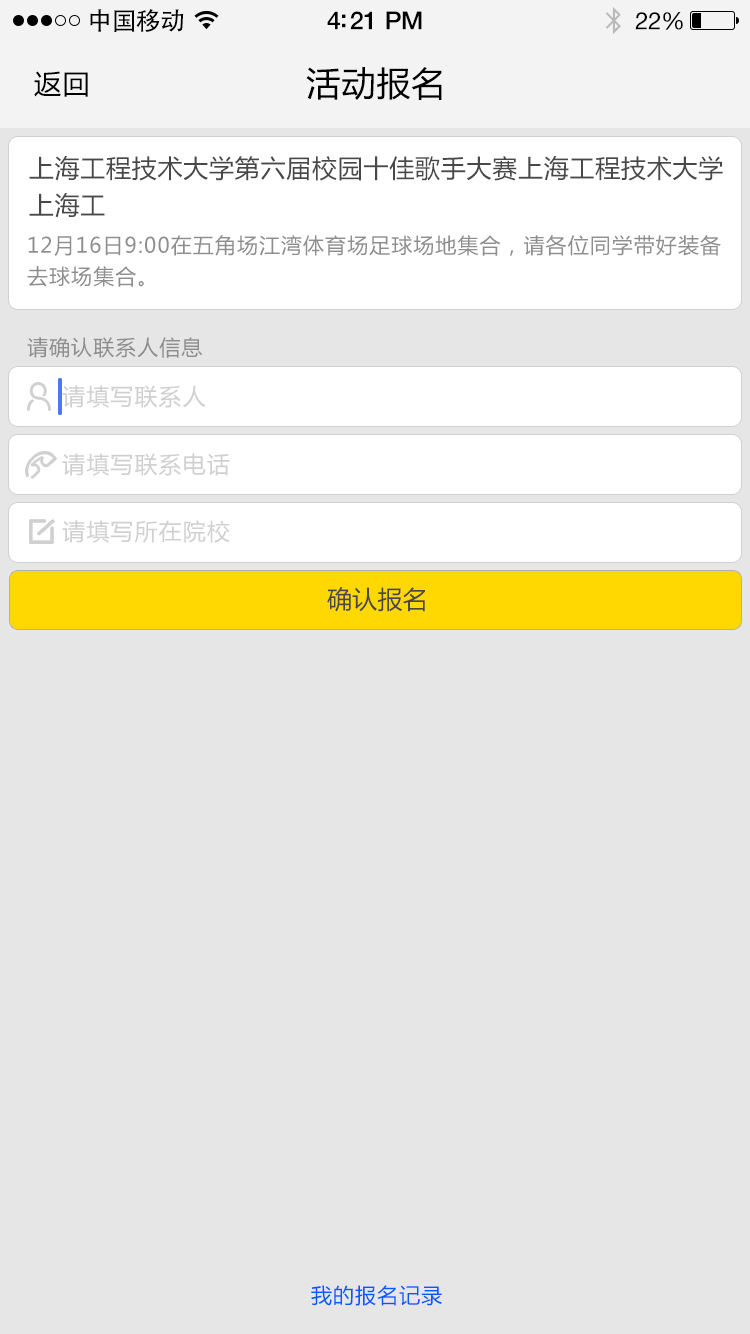 中国移动 4:21 PM 22%
返回 活动报名
上海工程技术大学第六届校园十佳歌手大赛上海工程技术大学
上海工
12月16日9:00在五角场江湾体育场足球场地集合，请各位同学带好装备
去球场集合。
请确认联系人信息
请填写联系人
请填写联系电话
请填写所在院校
确认报名
我的报名记录